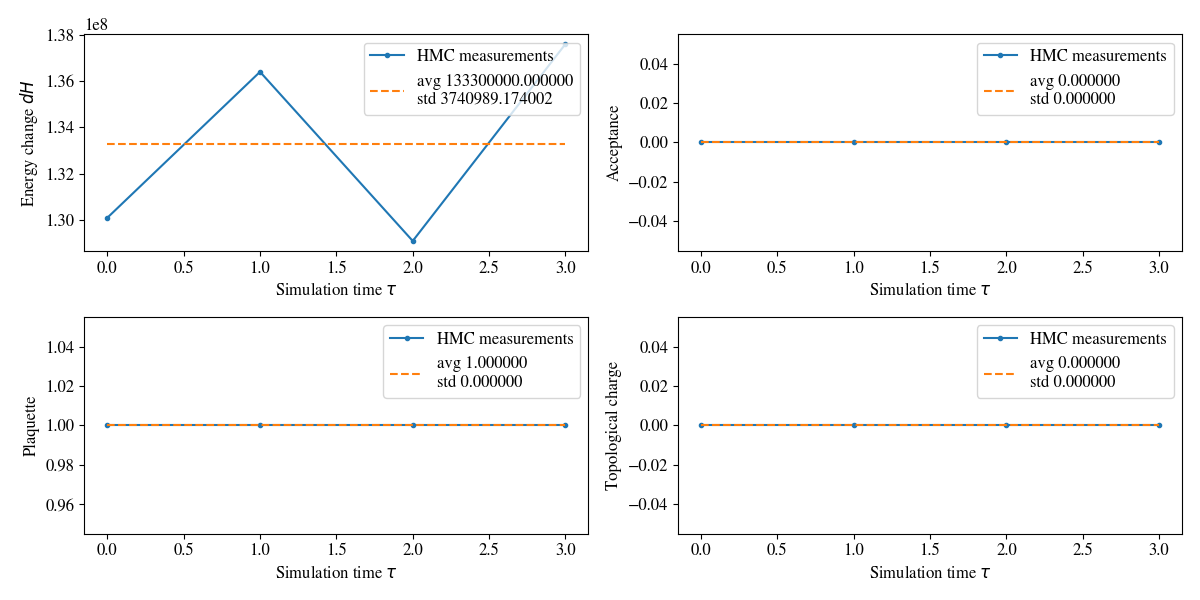 1e8
1.38
1.36
1.34
1.32
1.30
Energy change dH
HMC measurements
avg 133300000.000000
std 3740989.174002
0.0
0.5
1.0
1.5
2.0
2.5
3.0
Simulation time τ
0.04
0.02
0.00
−0.02
−0.04
Acceptance
HMC measurements
avg 0.000000
std 0.000000
0.0
0.5
1.0
1.5
2.0
2.5
3.0
Simulation time τ
1.04
1.02
1.00
0.98
0.96
Plaquette
HMC measurements
avg 1.000000
std 0.000000
0.0
0.5
1.0
1.5
2.0
2.5
3.0
Simulation time τ
0.04
0.02
0.00
−0.02
−0.04
Topological charge
HMC measurements
avg 0.000000
std 0.000000
0.0
0.5
1.0
1.5
2.0
2.5
3.0
Simulation time τ